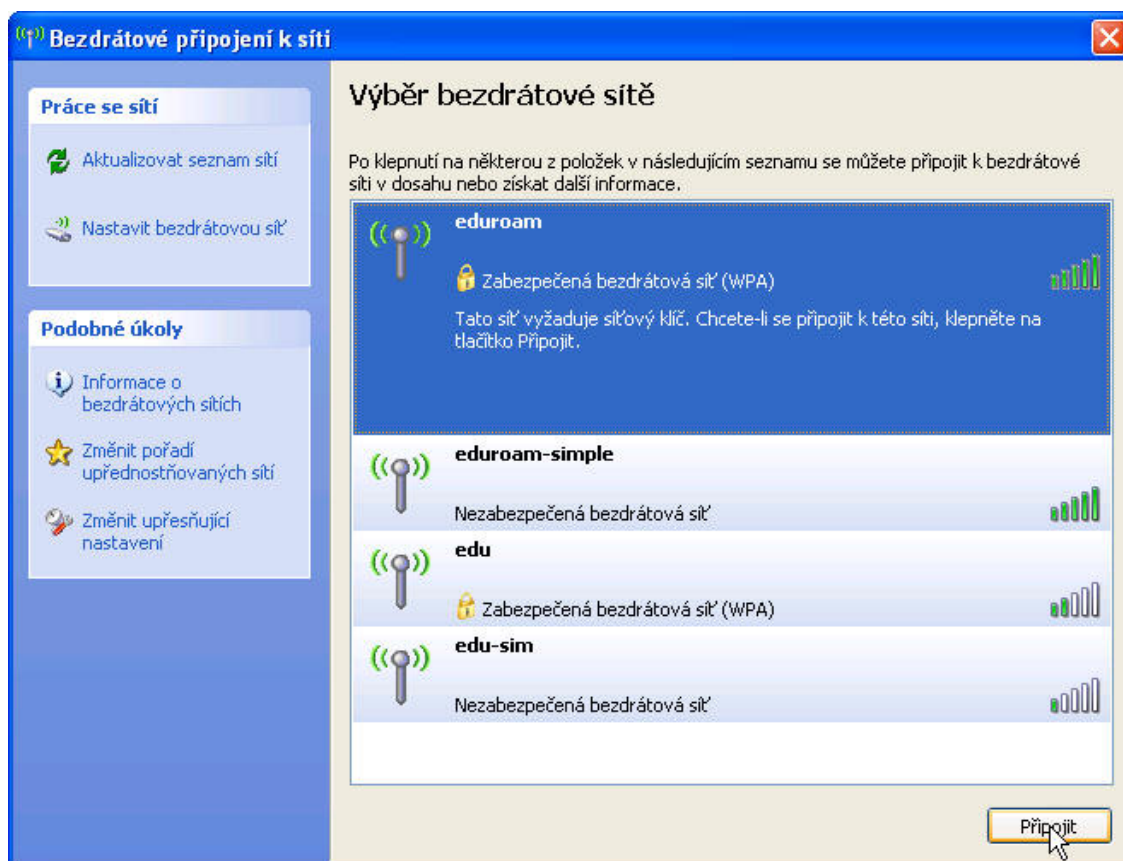 Bezdrátové připojení k síti
Práce se sítí
Aktualizovat seznam sítí
Nastavit bezdrátovou síť
Podobné úkoly
Informace o
bezdrátových sítích
Změnit pořadí
upřednostňovaných sítí
Změnit upřesňující
nastavení
Výběr bezdrátové sítě
Po klepnutí na některou z položek v následujícím seznamu se můžete připojit k bezdrátové
síti v dosahu nebo získat další informace.
eduroam
Zabezpečená bezdrátová síť (WPA)
Tato síť vyžaduje síťový klíč. Chcete-li se připojit k této síti, klepněte na
tlačítko Připojit.
eduroam-simple
Nezabezpečená bezdrátová síť
edu
Zabezpečená bezdrátová síť (WPA)
edu-sim
Nezabezpečená bezdrátová síť
Připojit